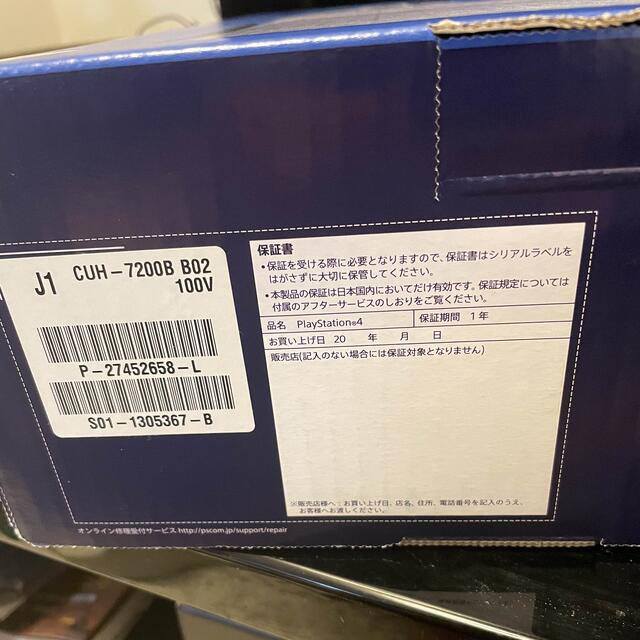 J1 CUH-7200B B02
100V
P-27452658-L
S01-1305367-B
保証書
•保証を受ける際に必要となりますので、保証書はシリアルラベルを
はがさずに大切に保管してください。
•本製品の保証は日本国内においてだけ有効です。保証規定については
付属のアフターサービスのしおりをご覧ください。
品名 PlayStation®4 保証期間 1年
お買い上げ日 20 年 月 日
販売店(記入のない場合には保証対象となりません)
※販売店様へ:お買い上げ日、店名、住所、電話番号を記入のうえ、
お客様へお渡しください。
オンライン修理受付サービス http://pscom.jp/support/repair